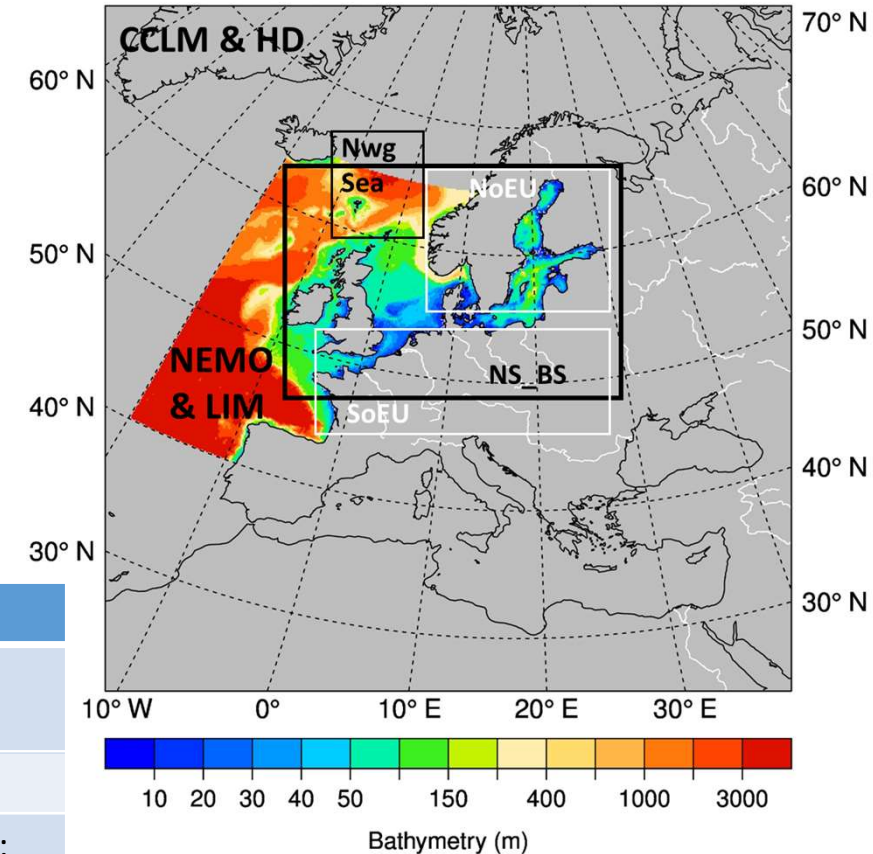 CCLM & HD
70° N
60° N
Nwg
Sea
NoEU
60° N
50° N
50° N
NEMO
& LIM
NS_BS
40° N
SoEU
40° N
30° N
30° N
10° W 0° 10° E 20° E 30° E
10 20 30 40 50 150 400 1000 3000
Bathymetry (m)
: